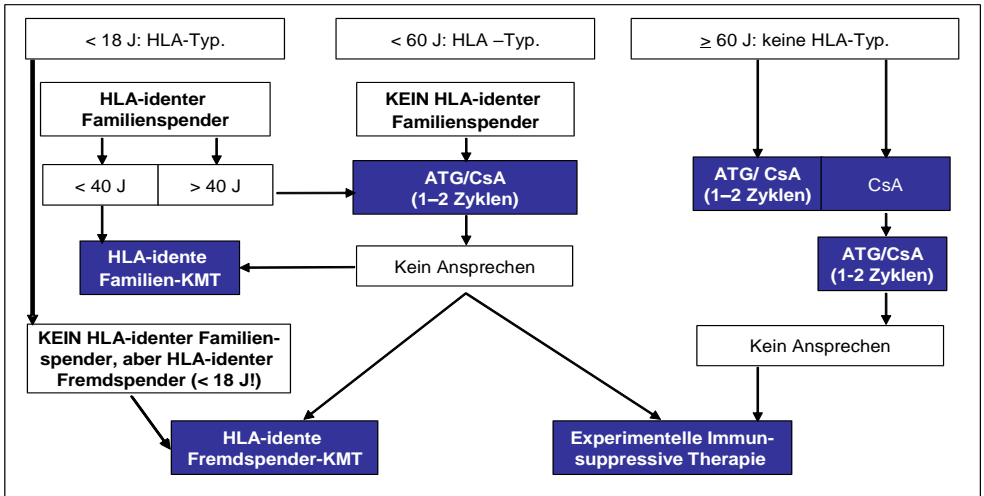 < 18 J: HLA-Typ.
< 60 J: HLA –Typ.
≥ 60 J: keine HLA-Typ.
HLA-identer
Familienspender
KEIN HLA-identer
Familienspender
< 40 J
> 40 J
ATG/CsA
(1–2 Zyklen)
ATG/ CsA
(1–2 Zyklen)
CsA
HLA-idente
Familien-KMT
Kein Ansprechen
ATG/CsA
(1-2 Zyklen)
KEIN HLA-identer Familien-
spender, aber HLA-identer
Fremdspender (< 18 J!)
Kein Ansprechen
HLA-idente
Fremdspender-KMT
Experimentelle Immun-
suppressive Therapie